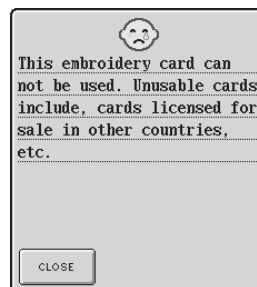 This embroidery card can
not be used. Unusable cards
include, cards licensed for
sale in other countries,
etc.
CLOSE